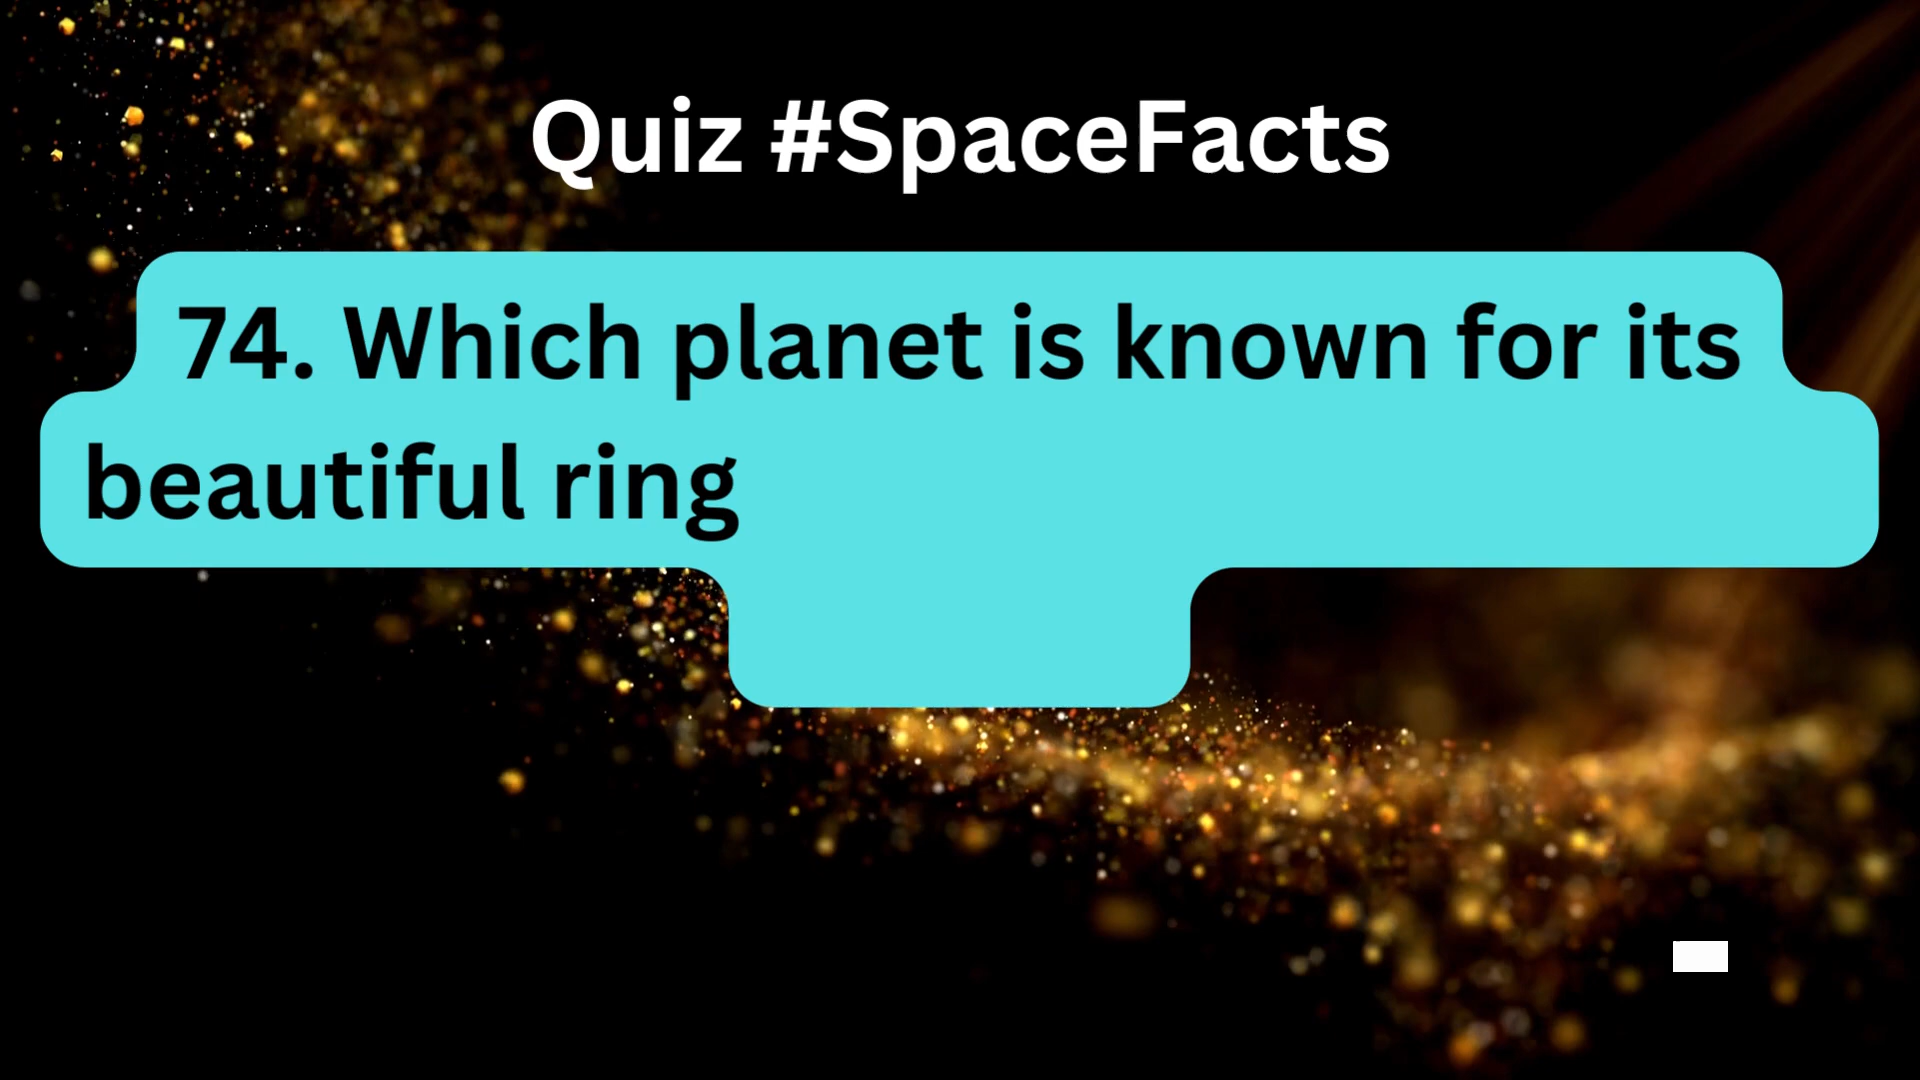 Quiz #SpaceFacts
74. Which planet is known for its
beautiful ring